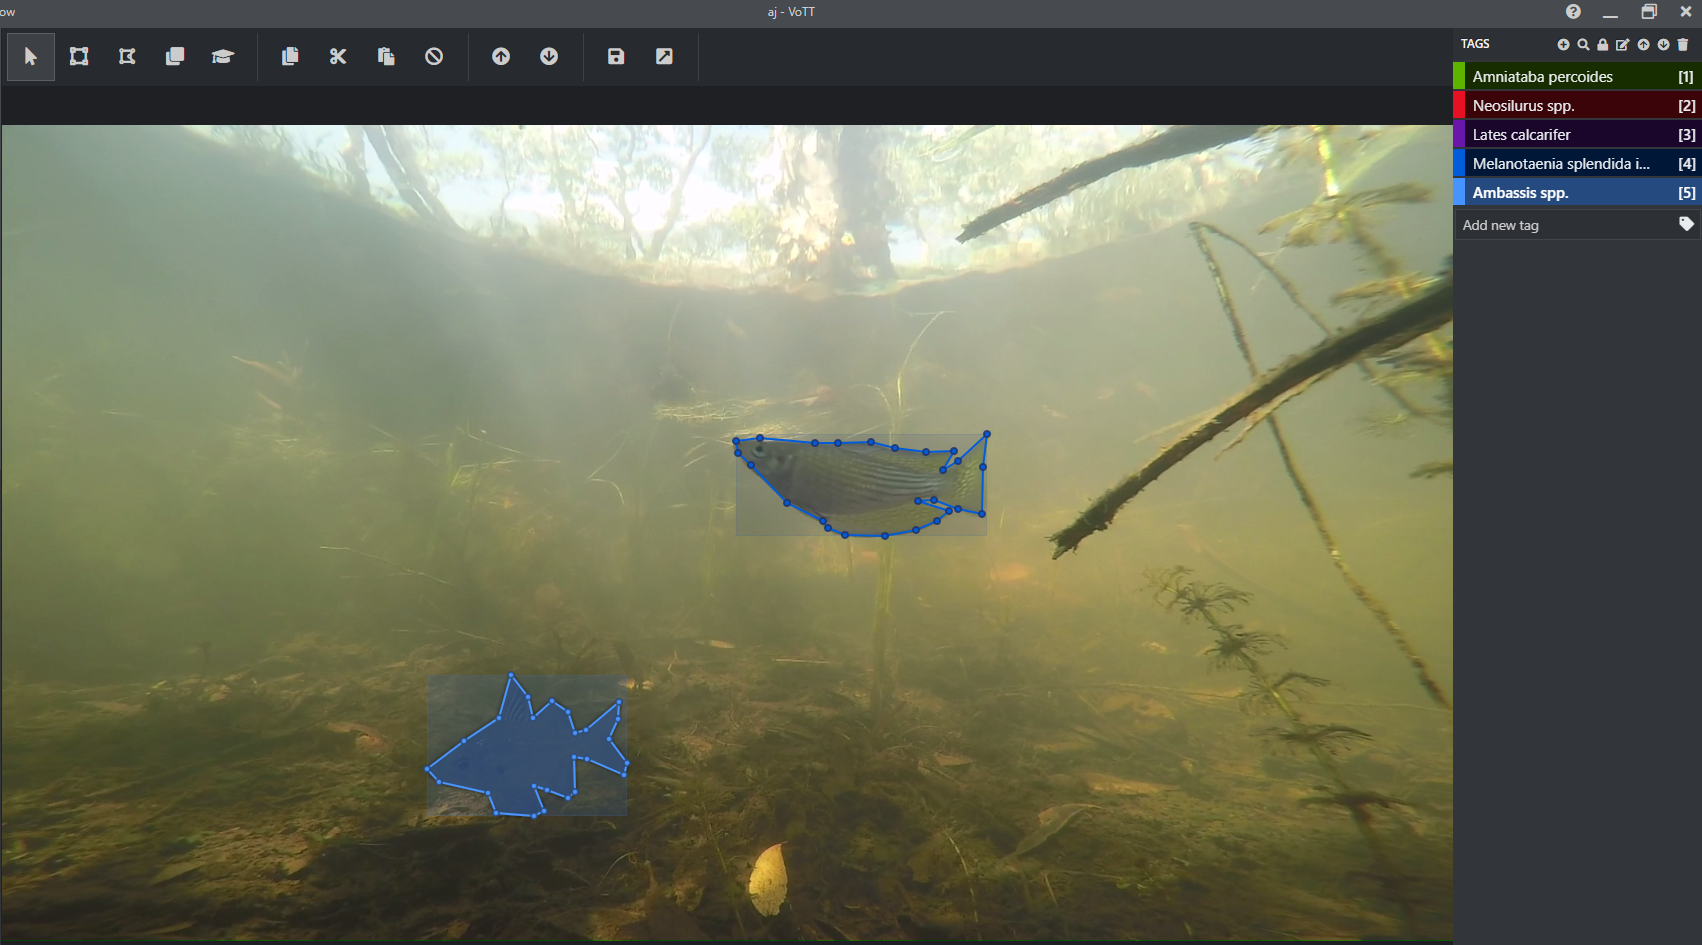 ow
aj - VoTT
TAGS
Amniataba percoides [1]
Neosilurus spp. [2]
Lates calcarifer [3]
Melanotaenia splendida i... [4]
Ambassis spp. [5]
Add new tag